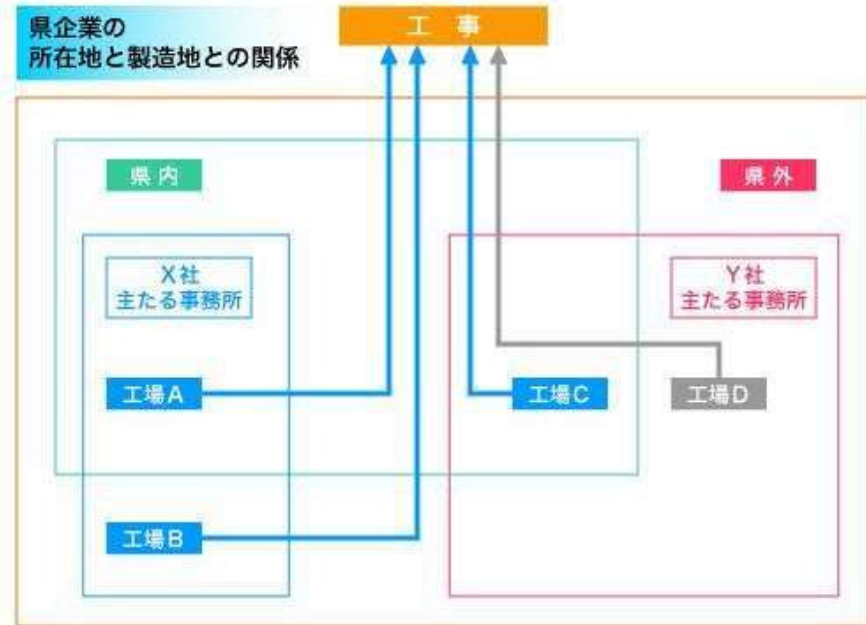 県企業の
所在地と製造地との関係
工事
県内
県外
X社
主たる事務所
Y社
主たる事務所
工場A
工場C
工場D
工場B